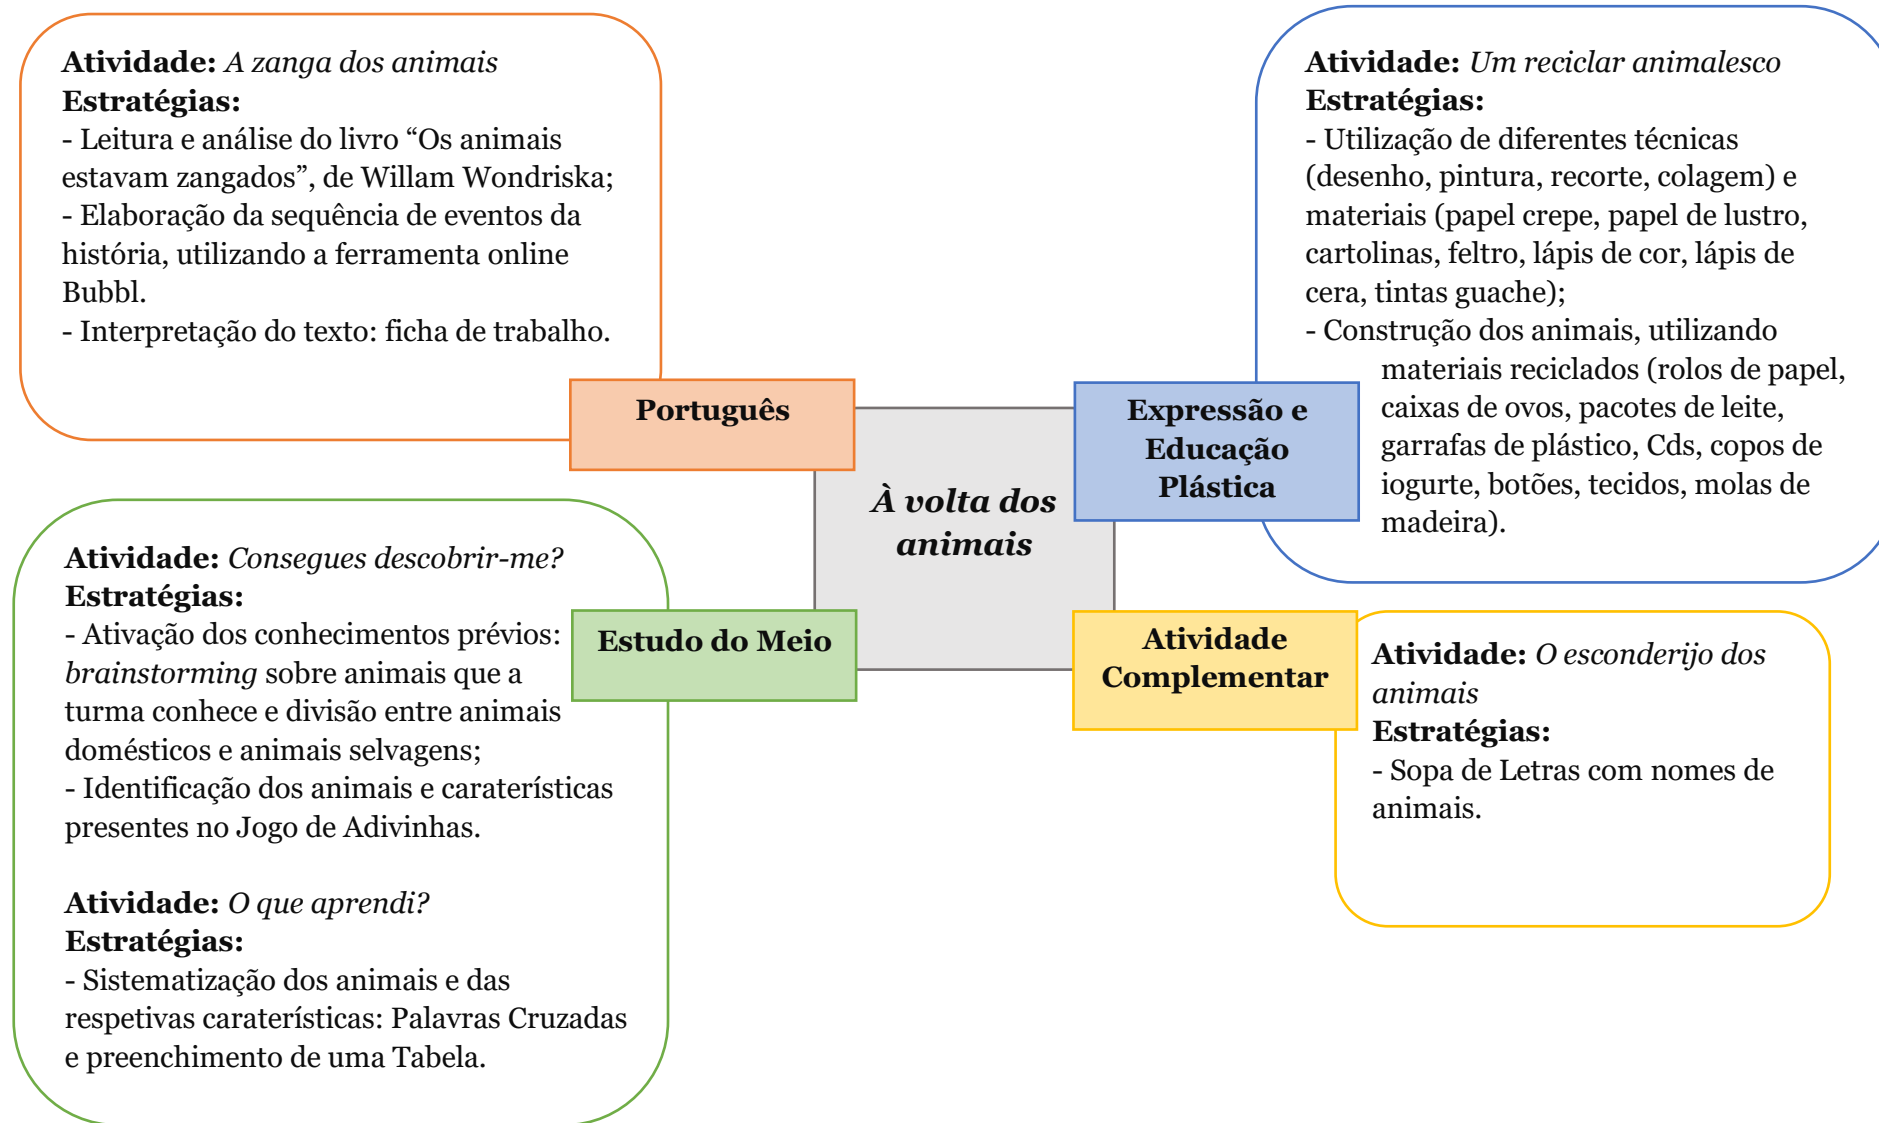 Atividade: A zanga dos animais
Estratégias:
- Leitura e análise do livro “Os animais
estavam zangados”, de Willam Wondriska;
- Elaboração da sequência de eventos da
história, utilizando a ferramenta online
Bubbl.
- Interpretação do texto: ficha de trabalho.
Português
Atividade: Um reciclar animalesco
Estratégias:
- Utilização de diferentes técnicas
(desenho, pintura, recorte, colagem) e
materiais (papel crepe, papel de lustro,
cartolinas, feltro, lápis de cor, lápis de
cera, tintas guache);
- Construção dos animais, utilizando
materiais reciclados (rolos de papel,
caixas de ovos, pacotes de leite,
garrafas de plástico, Cds, copos de
iogurte, botões, tecidos, molas de
madeira).
Expressão e
Educação
Plástica
À volta dos
animais
Atividade: Consegues descobrir-me?
Estratégias:
- Ativação dos conhecimentos prévios:
brainstorming sobre animais que a
turma conhece e divisão entre animais
domésticos e animais selvagens;
- Identificação dos animais e caraterísticas
presentes no Jogo de Adivinhas.
Atividade: O que aprendi?
Estratégias:
- Sistematização dos animais e das
respetivas caraterísticas: Palavras Cruzadas
e preenchimento de uma Tabela.
Estudo do Meio
Atividade
Complementar
Atividade: O esconderijo dos
animais
Estratégias:
- Sopa de Letras com nomes de
animais.